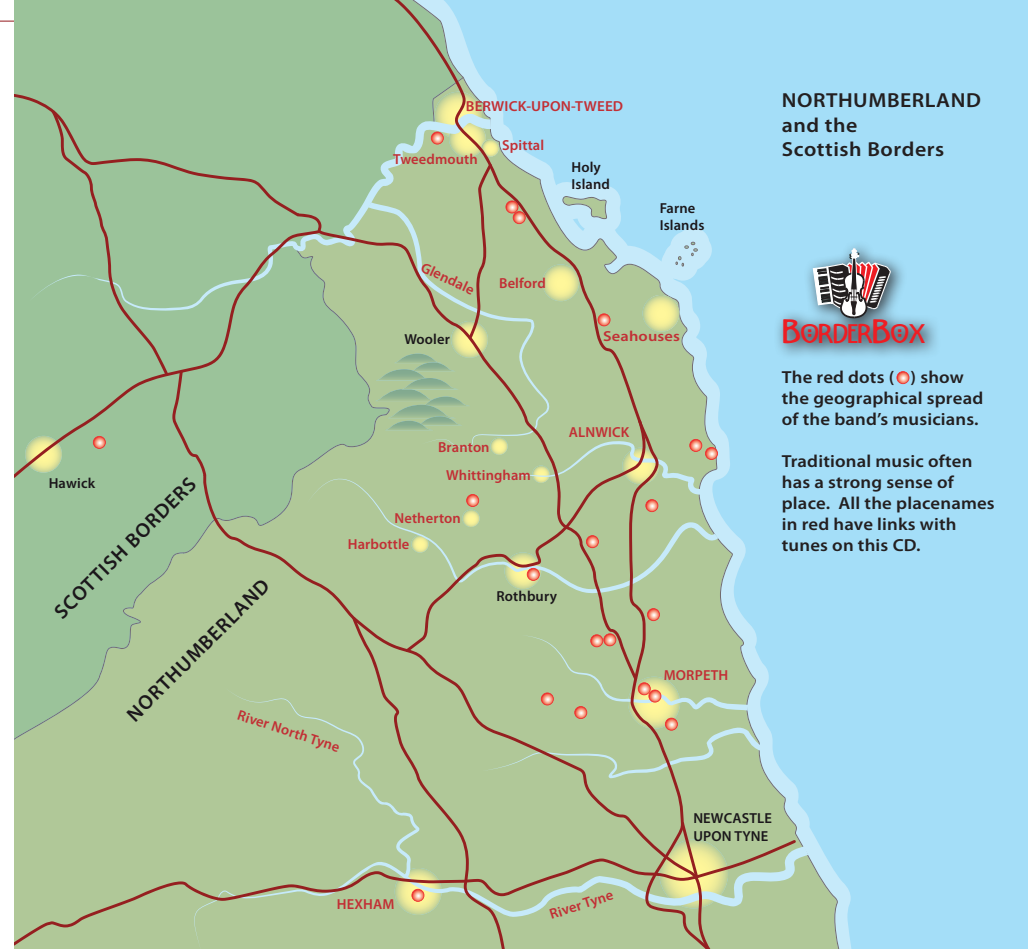 NORTHUMBERLAND
and the
Scottish Borders
BORDERBOX
The red dots ( ) show
the geographical spread
of the band's musicians.
Traditional music often
has a strong sense of
place. All the placenames
in red have links with
tunes on this CD.
BERWICK-UPON-TWEED
Spittal
Tweedmouth
Holy
Island
Farne
Islands
Glendale
Belford
Seahouses
Wooler
ALNWICK
Branton
Whittingham
Hawick
Netherton
Harbottle
SCOTTISH BORDERS
Rothbury
NORTHUMBERLAND
MORPETH
River North Tyne
NEWCASTLE
UPON TYNE
HEXHAM
River Tyne